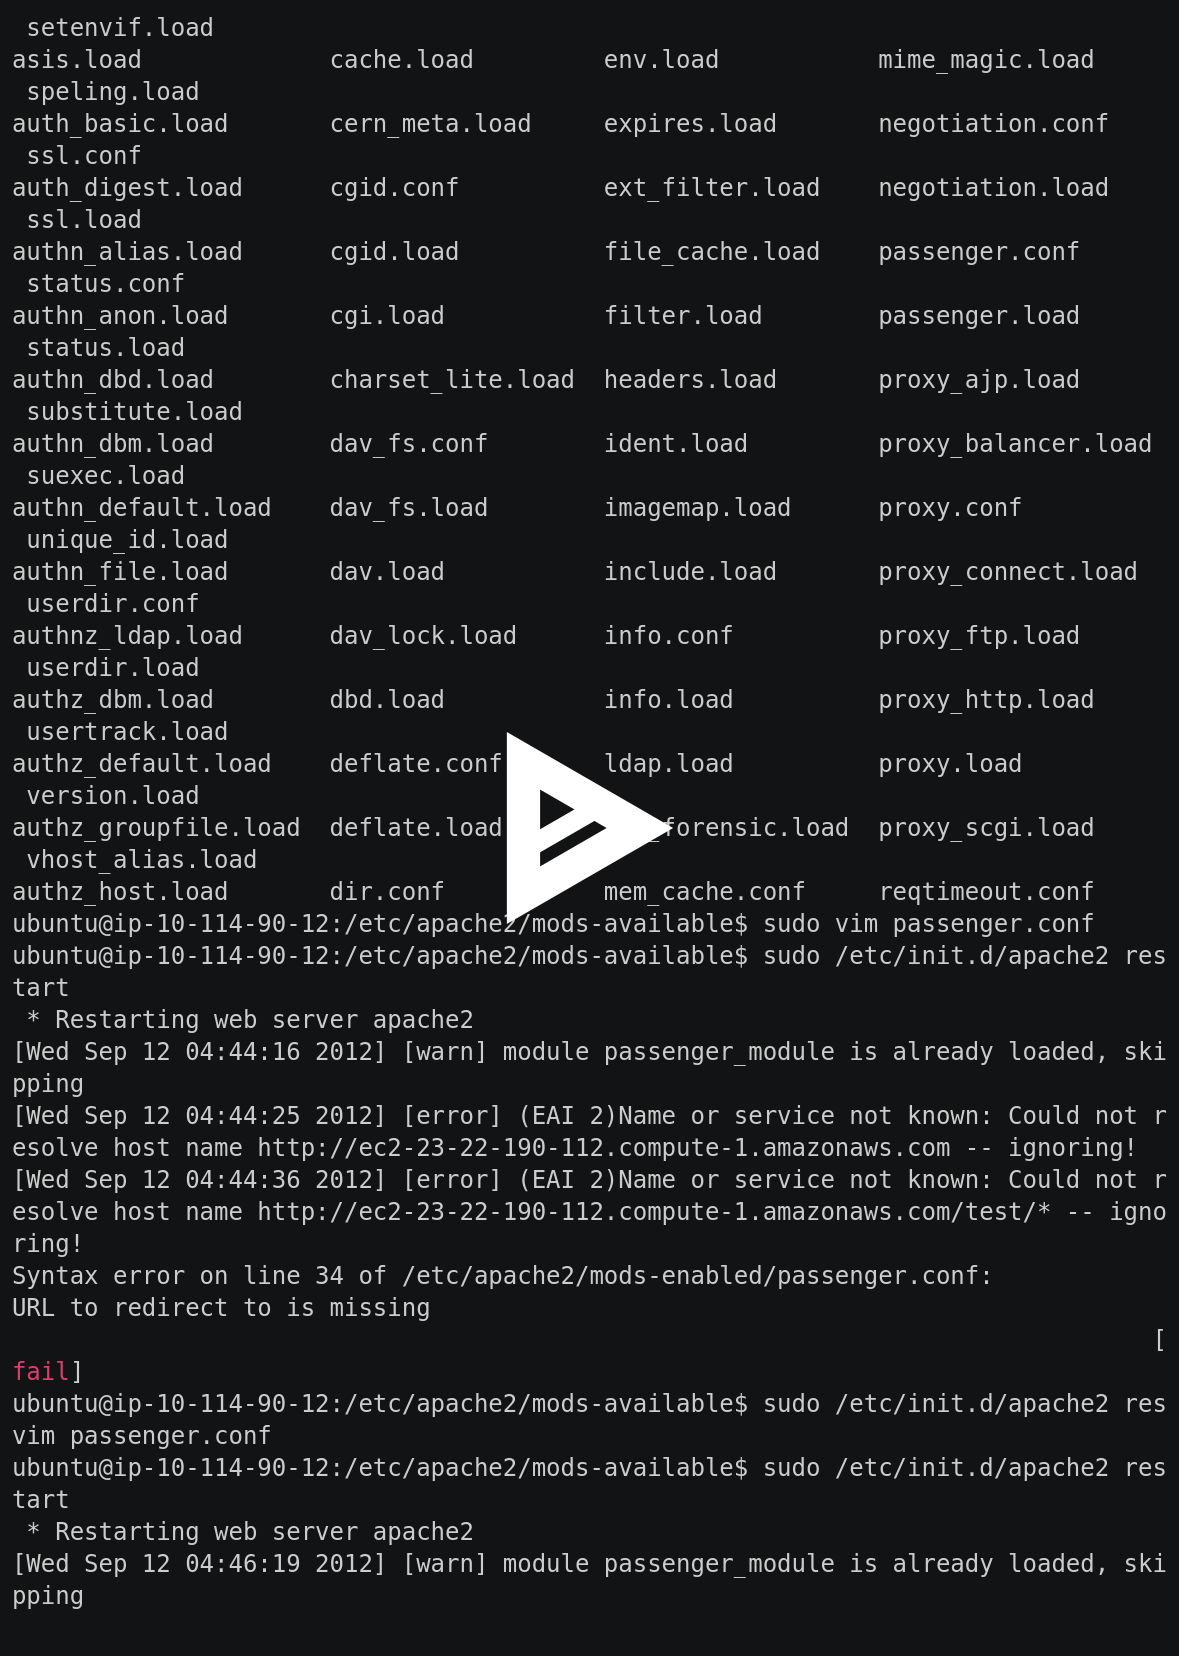 setenvif.load
asis.load             cache.load         env.load           mime_magic.load
 speling.load
auth_basic.load       cern_meta.load     expires.load       negotiation.conf
 ssl.conf
auth_digest.load      cgid.conf          ext_filter.load    negotiation.load
 ssl.load
authn_alias.load      cgid.load          file_cache.load    passenger.conf
 status.conf
authn_anon.load       cgi.load           filter.load        passenger.load
 status.load
authn_dbd.load        charset_lite.load  headers.load       proxy_ajp.load
 substitute.load
authn_dbm.load        dav_fs.conf        ident.load         proxy_balancer.load
 suexec.load
authn_default.load    dav_fs.load        imagemap.load      proxy.conf
 unique_id.load
authn_file.load       dav.load           include.load       proxy_connect.load
 userdir.conf
authnz_ldap.load      dav_lock.load      info.conf          proxy_ftp.load
 userdir.load
authz_dbm.load        dbd.load           info.load          proxy_http.load
 usertrack.load
authz_default.load    deflate.conf       ldap.load          proxy.load
 version.load
authz_groupfile.load  deflate.load       _forensic.load  proxy_scgi.load
 vhost_alias.load
authz_host.load       dir.conf           mem_cache.conf     reqtimeout.conf
ubuntu@ip-10-114-90-12:/etc/apache2/mods-available$ sudo vim passenger.conf
ubuntu@ip-10-114-90-12:/etc/apache2/mods-available$ sudo /etc/init.d/apache2 res
tart
 * Restarting web server apache2
[Wed Sep 12 04:44:16 2012] [warn] module passenger_module is already loaded, ski
pping
[Wed Sep 12 04:44:25 2012] [error] (EAI 2)Name or service not known: Could not r
esolve host name http://ec2-23-22-190-112.compute-1.amazonaws.com -- ignoring!
[Wed Sep 12 04:44:36 2012] [error] (EAI 2)Name or service not known: Could not r
esolve host name http://ec2-23-22-190-112.compute-1.amazonaws.com/test/* -- igno
ring!
Syntax error on line 34 of /etc/apache2/mods-enabled/passenger.conf:
URL to redirect to is missing
[
fail]
ubuntu@ip-10-114-90-12:/etc/apache2/mods-available$ sudo /etc/init.d/apache2 res
vim passenger.conf
ubuntu@ip-10-114-90-12:/etc/apache2/mods-available$ sudo /etc/init.d/apache2 res
tart
 * Restarting web server apache2
[Wed Sep 12 04:46:19 2012] [warn] module passenger_module is already loaded, ski
pping